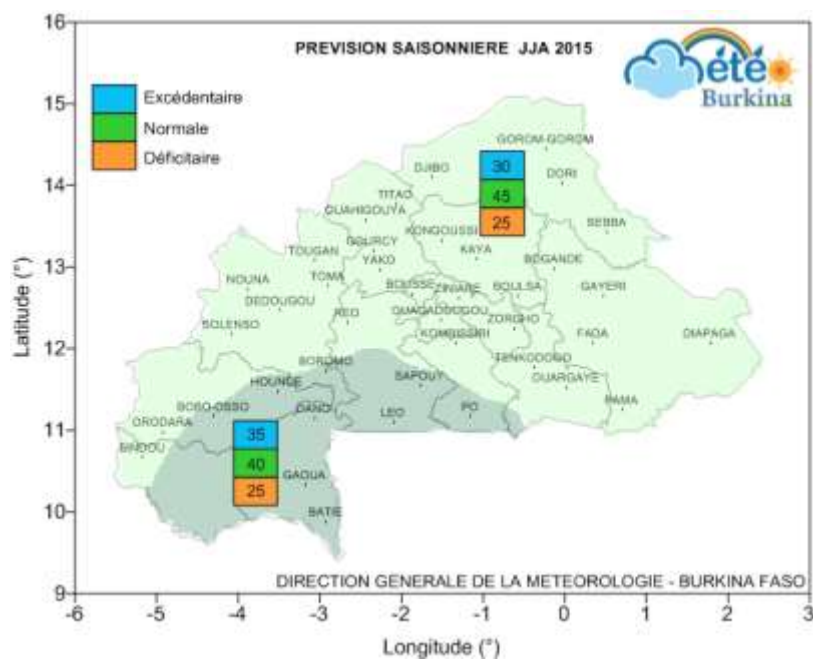 PREVISION SAISONNIERE JJA 2015
été
Burkina
Excédentaire
Normale
Déficitaire
16
15
14
13
12
11
10
9
Latitude (°)
GOROM-GOROM
DJIBO
DORI
30
45
25
TITAO
OUAHIGOUYA
SEBBA
KONGOUSSI
GOURCY
KAYA
TOUGAN
YAKO
BOGANDE
TOMA
NOUNA
BOUSSE
ZINIARE
BOULSA
GAYERI
DEDOUGOU
REO
OUAGADOUGOU
ZORGHO
SOLENSO
KOMBISSIRI
FADA
DIAPAGA
BOROMO
TENKODOGO
HOUNDE
SAPOUY
OUARGAYE
BOBO-DSSO
DANO
LEO
PO
PAMA
ORODARA
SINDOU
35
40
25
GAOUA
BATIE
DIRECTION GENERALE DE LA METEOROLOGIE - BURKINA FASO
-6 -5 -4 -3 -2 -1 0 1 2 3
Longitude (°)